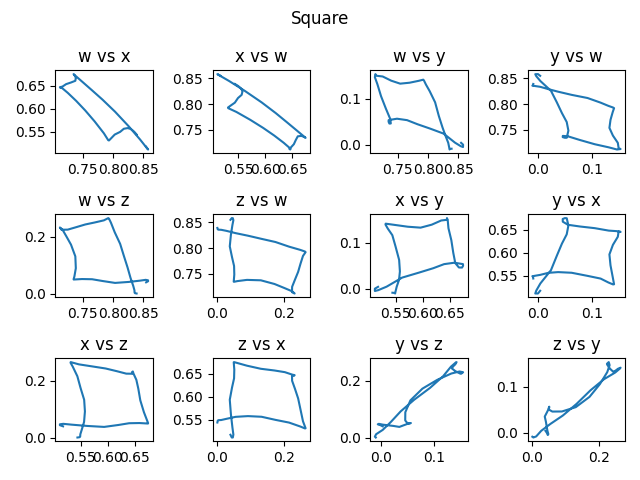 Square
w vs x
x vs w
w vs y
y vs w
0.65
0.60
0.55
0.75 0.80 0.85
0.85
0.80
0.75
0.55 0.60 0.65
0.1
0.0
0.75 0.80 0.85
0.85
0.80
0.75
0.0 0.1
w vs z
z vs w
x vs y
y vs x
0.2
0.0
0.75 0.80 0.85
0.85
0.80
0.75
0.0 0.2
0.1
0.0
0.55 0.60 0.65
0.65
0.60
0.55
0.0 0.1
x vs z
z vs x
y vs z
z vs y
0.2
0.0
0.55 0.60 0.65
0.65
0.60
0.55
0.0 0.2
0.2
0.0
0.0 0.1
0.1
0.0
0.0 0.2